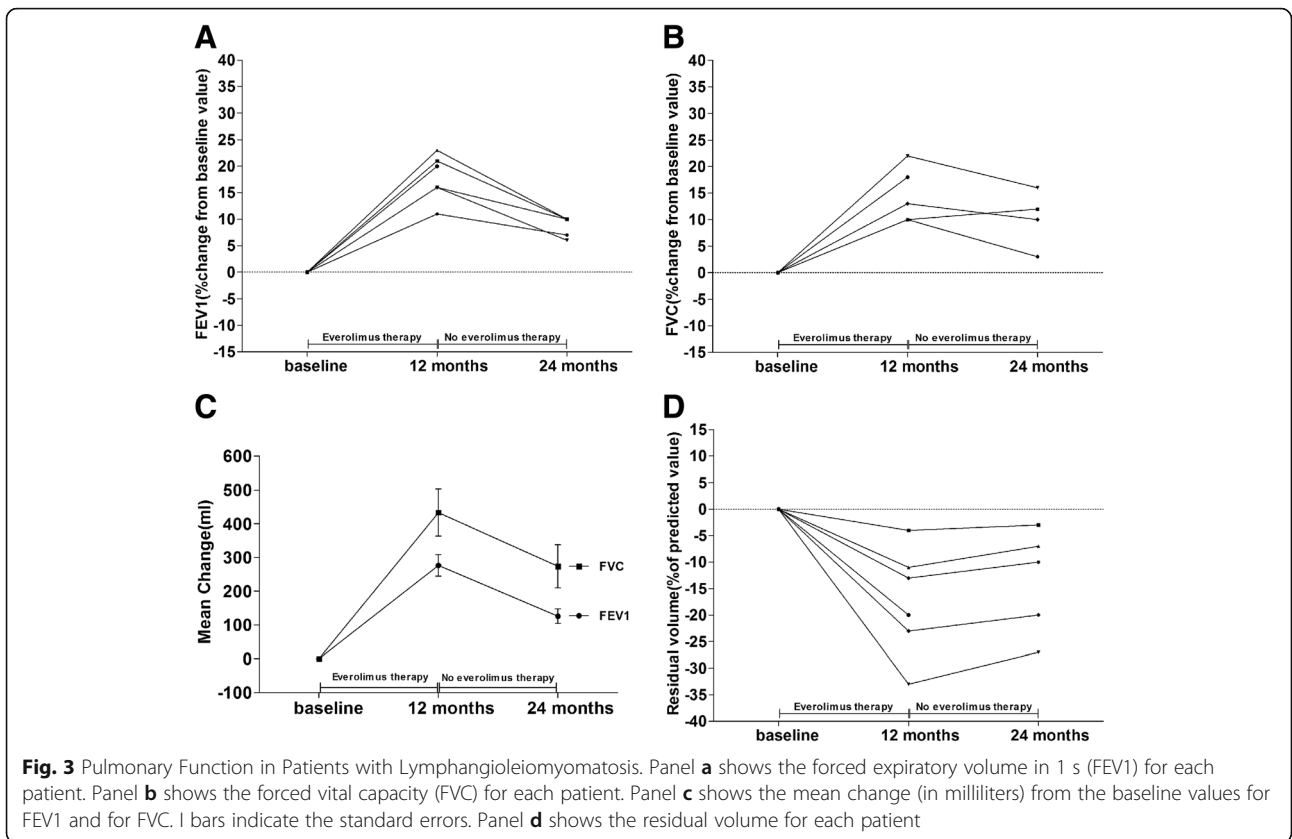 A
FEV1(%change from baseline value)
40
35
30
25
20
15
10
5
0
-5
-10
-15
Everolimus therapy
No everolimus therapy
baseline
12 months
24 months
B
FVC(%change from baseline value)
40
35
30
25
20
15
10
5
0
-5
-10
-15
Everolimus therapy
No everolimus therapy
baseline
12 months
24 months
C
Mean Change(ml)
600
500
400
300
200
100
0
-100
FVC
FEV1
Everolimus therapy
No everolimus therapy
baseline
12 months
24 months
D
Residual volume(%of predicted value)
15
10
5
0
-5
-10
-15
-20
-25
-30
-35
-40
Everolimus therapy
No everolimus therapy
baseline
12 months
24 months
Fig. 3 Pulmonary Function in Patients with Lymphangioleiomyomatosis. Panel a shows the forced expiratory volume in 1 s (FEV1) for each
patient. Panel b shows the forced vital capacity (FVC) for each patient. Panel c shows the mean change (in milliliters) from the baseline values for
FEV1 and for FVC. I bars indicate the standard errors. Panel d shows the residual volume for each patient